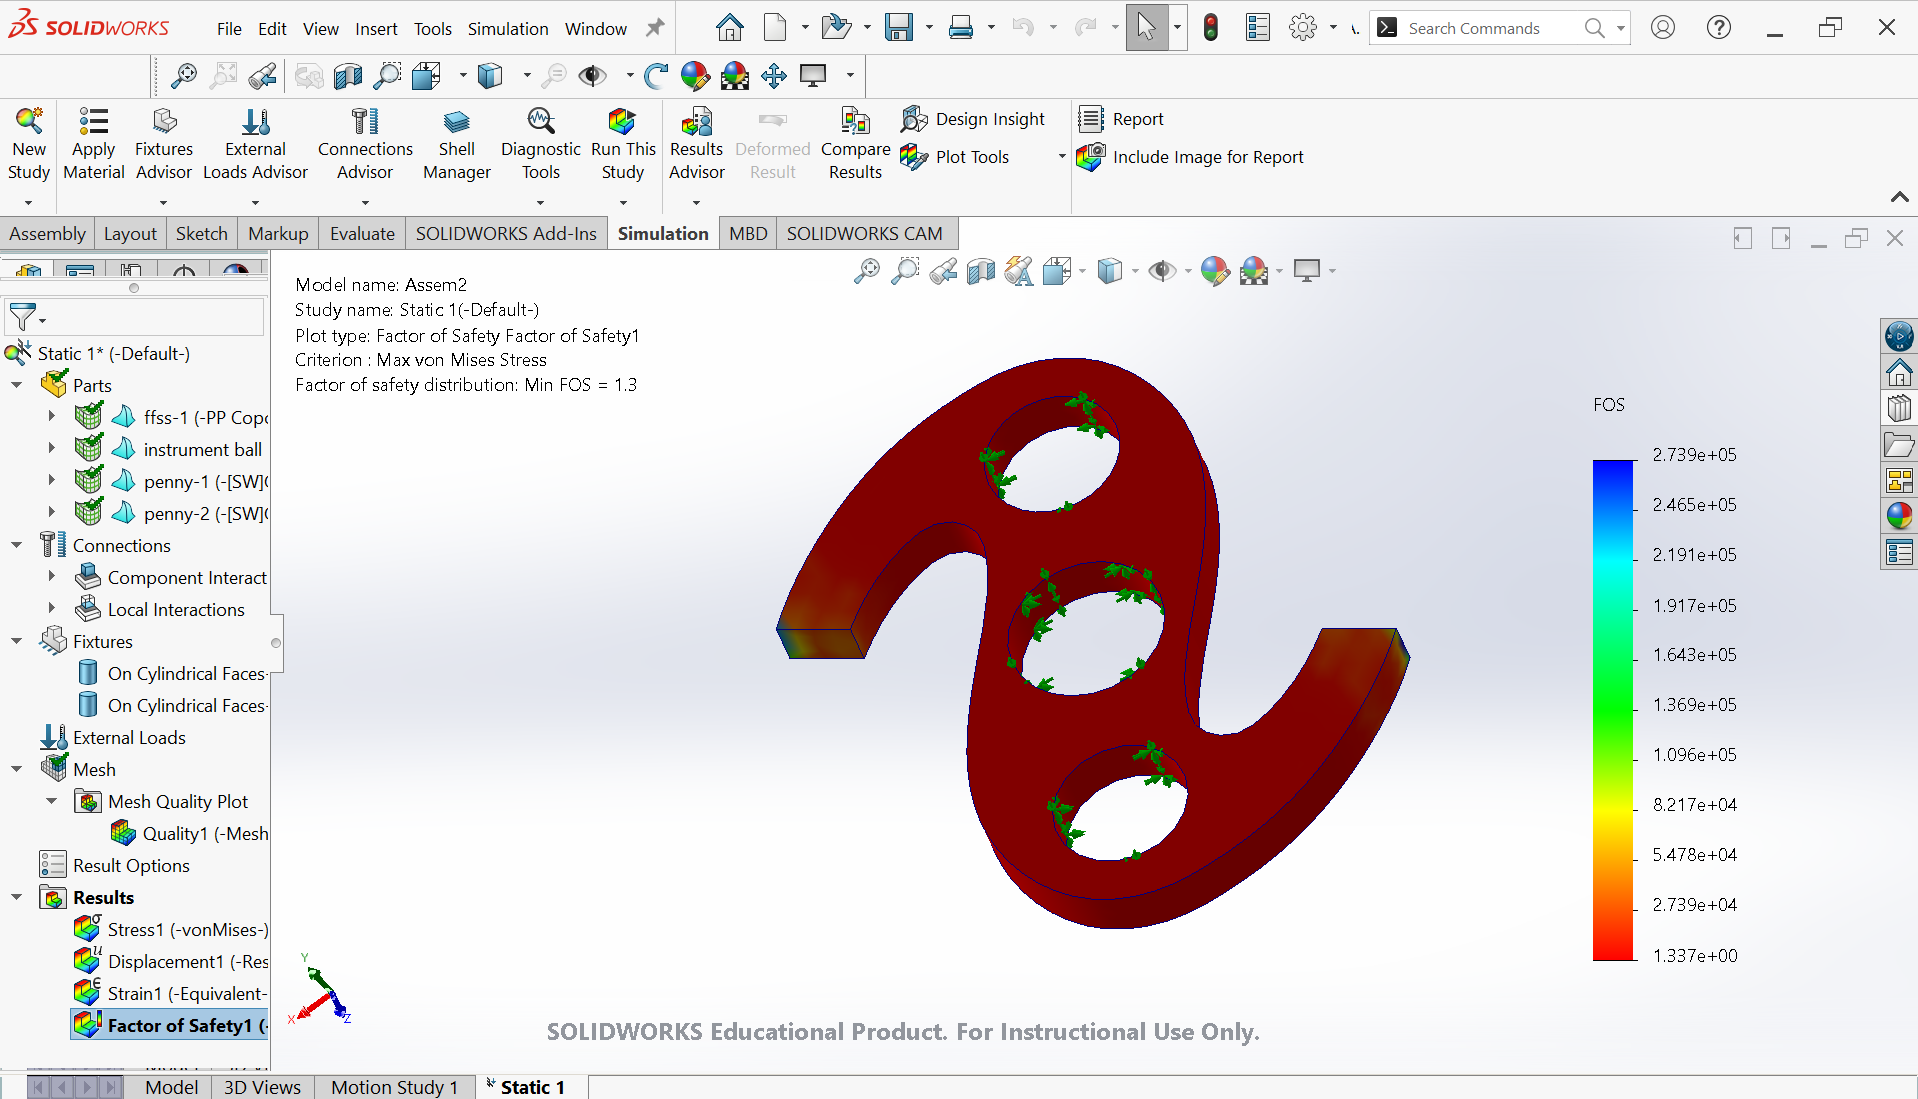 SOLIDWORKS
File Edit View Insert Tools Simulation Window
Search Commands
New Study
Apply Material
Fixtures Advisor
External Loads Advisor
Connections Advisor
Shell Manager
Diagnostic Tools
Run This Study
Results Advisor
Deformed Result
Compare Results
Design Insight
Plot Tools
Report
Include Image for Report
Assembly Layout Sketch Markup Evaluate SOLIDWORKS Add-Ins Simulation MBD SOLIDWORKS CAM
Static 1* (-Default-)
Parts
ffss-1 (-PP Copo
instrument ball
penny-1 (-[SW]
penny-2 (-[SW]
Connections
Component Interact
Local Interactions
Fixtures
On Cylindrical Faces-
On Cylindrical Faces-
External Loads
Mesh
Mesh Quality Plot
Quality1 (-Mesh
Result Options
Results
Stress1 (-vonMises-)
Displacement1 (-Res
Strain1 (-Equivalent-
Factor of Safety1 (-
Model name: Assem2
Study name: Static 1(-Default-)
Plot type: Factor of Safety Factor of Safety1
Criterion : Max von Mises Stress
Factor of safety distribution: Min FOS = 1.3
FOS
2.739e+05
2.465e+05
2.191e+05
1.917e+05
1.643e+05
1.369e+05
1.096e+05
8.217e+04
5.478e+04
2.739e+04
1.337e+00
Y
X
Z
SOLIDWORKS Educational Product. For Instructional Use Only.
Model 3D Views Motion Study 1 Static 1